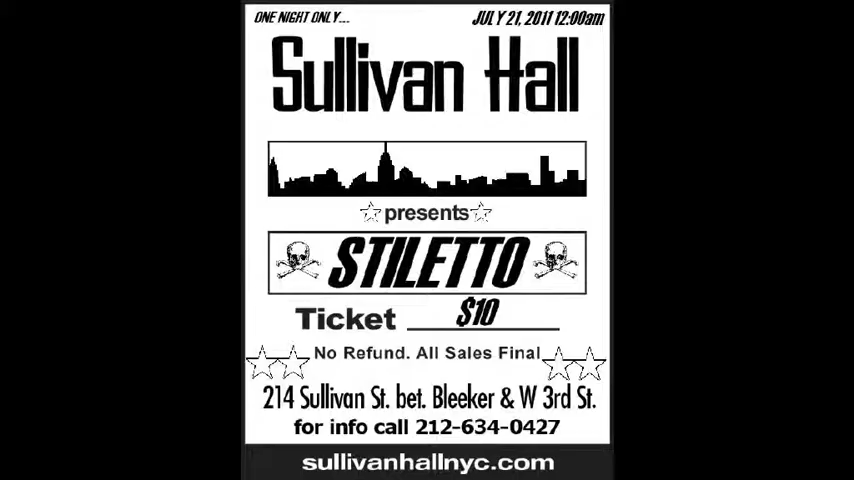 ONE NIGHT ONLY...
JULY 21, 2011 12:00am
Sullivan Hall
presents
STILETTO
Ticket $10
No Refund. All Sales Final
214 Sullivan St. bet. Bleeker & W 3rd St.
for info call 212-634-0427
sullivanhallnyc.com